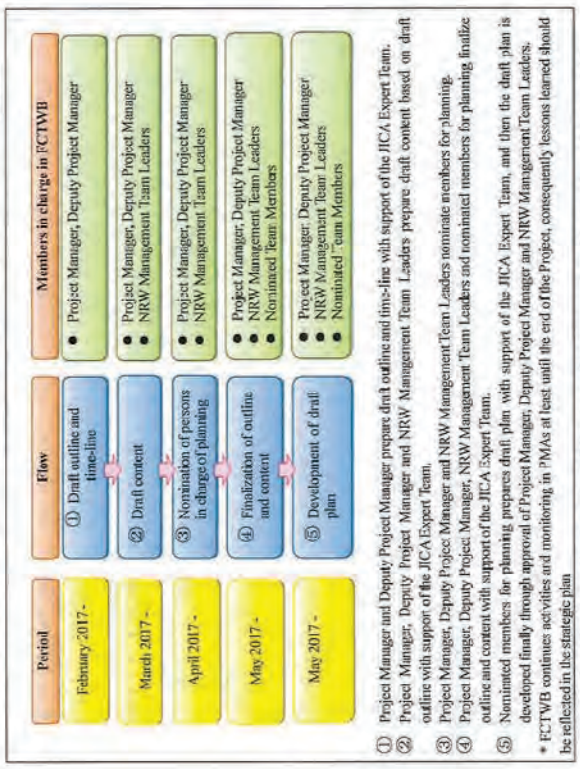 Period
Flow
Members in charge in FCTWB
February 2017 -
① Draft outline and
time-line
● Project Manager, Deputy Project Manager
March 2017 -
② Draft content
● Project Manager, Deputy Project Manager
● NRW Management Team Leaders
April 2017 -
③ Nomination of persons
in charge of planning
● Project Manager, Deputy Project Manager
● NRW Management Team Leaders
May 2017 -
④ Finalization of outline
and content
● Project Manager, Deputy Project Manager
● NRW Management Team Leaders
● Nominated Team Members
May 2017 -
⑤ Development of draft
plan
● Project Manager, Deputy Project Manager
● NRW Management Team Leaders
● Nominated Team Members
① Project Manager and Deputy Project Manager prepare draft outline and time-line with support of the JICA Expert Team.
② Project Manager, Deputy Project Manager and NRW Management Team Leaders prepare draft content based on draft
outline with support of the JICA Expert Team.
③ Project Manager, Deputy Project Manager and NRW Management Team Leaders nominate members for planning.
④ Project Manager, Deputy Project Manager, NRW Management Team Leaders and nominated members for planning finalize
outline and content with support of the JICA Expert Team.
⑤ Nominated members for planning prepares draft plan with support of the JICA Expert Team, and then the draft plan is
developed finally through approval of Project Manager, Deputy Project Manager and NRW Management Team Leaders.
* FCTWB continues activities and monitoring in PMAs at least until the end of the Project, consequently lessons learned should
be reflected in the strategic plan